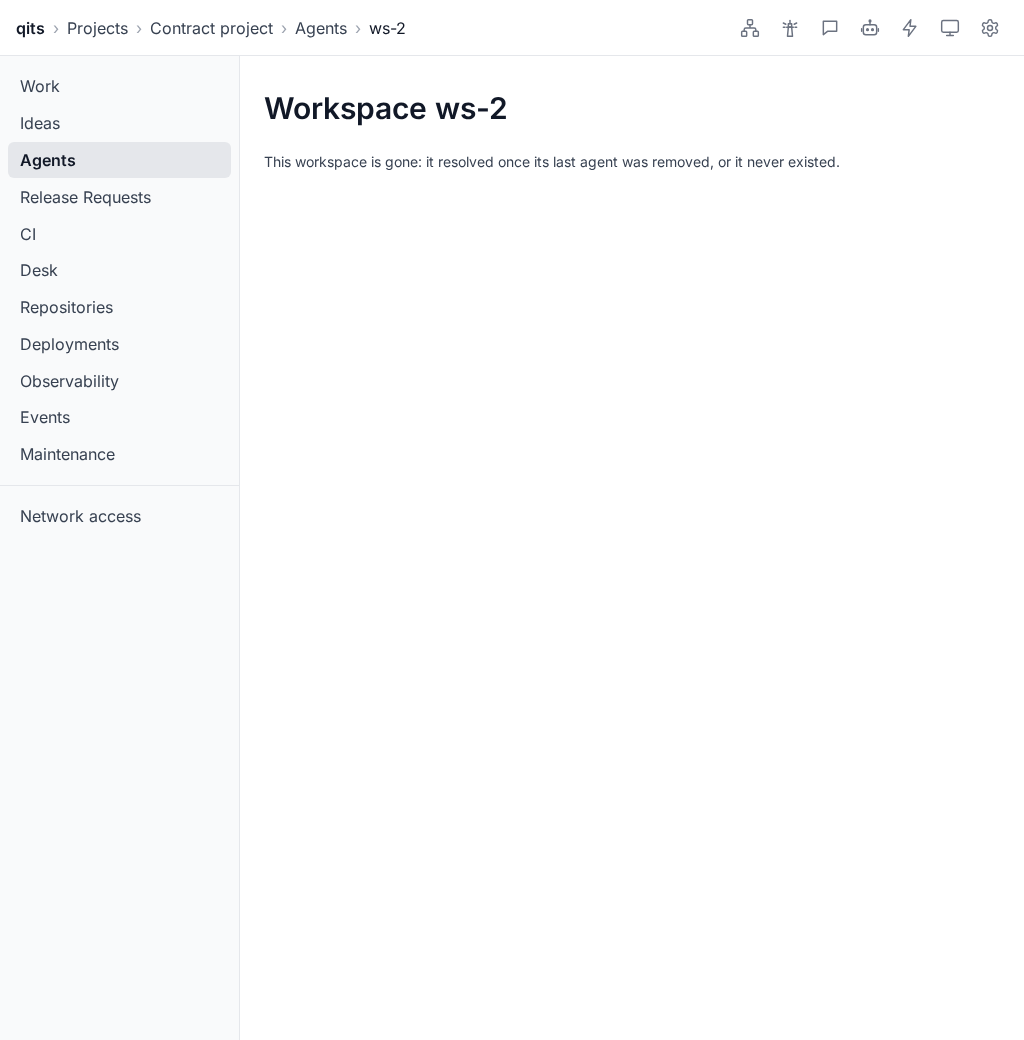 qits › Projects › Contract project › Agents › ws-2
Work
Ideas
Agents
Release Requests
CI
Desk
Repositories
Deployments
Observability
Events
Maintenance
Network access
Workspace ws-2
This workspace is gone: it resolved once its last agent was removed, or it never existed.